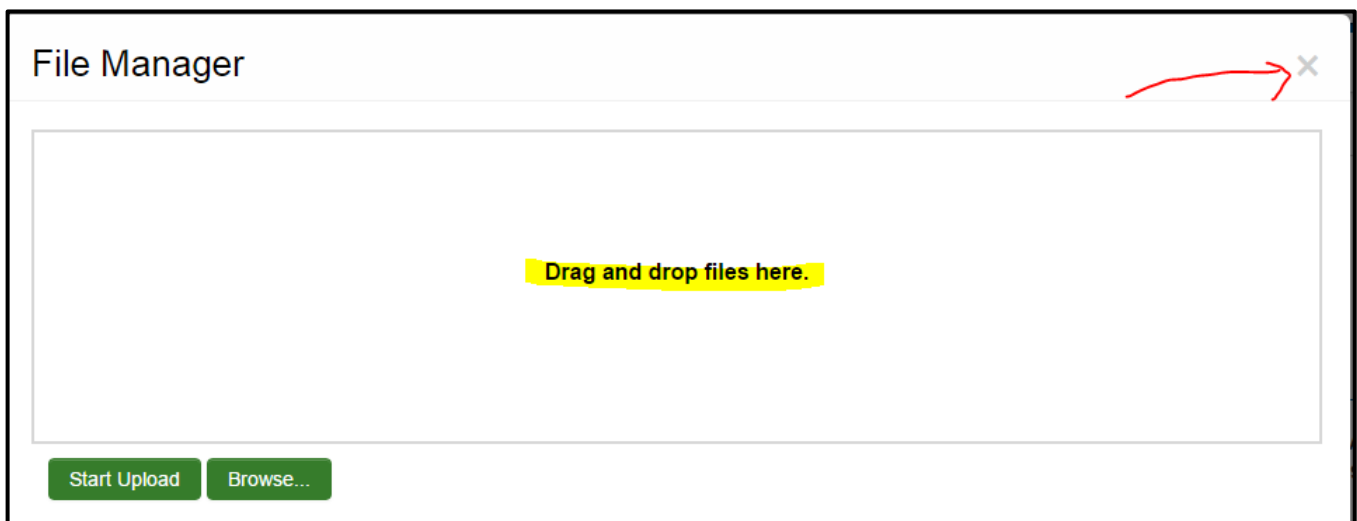 File Manager
×
Drag and drop files here.
Start Upload
Browse...